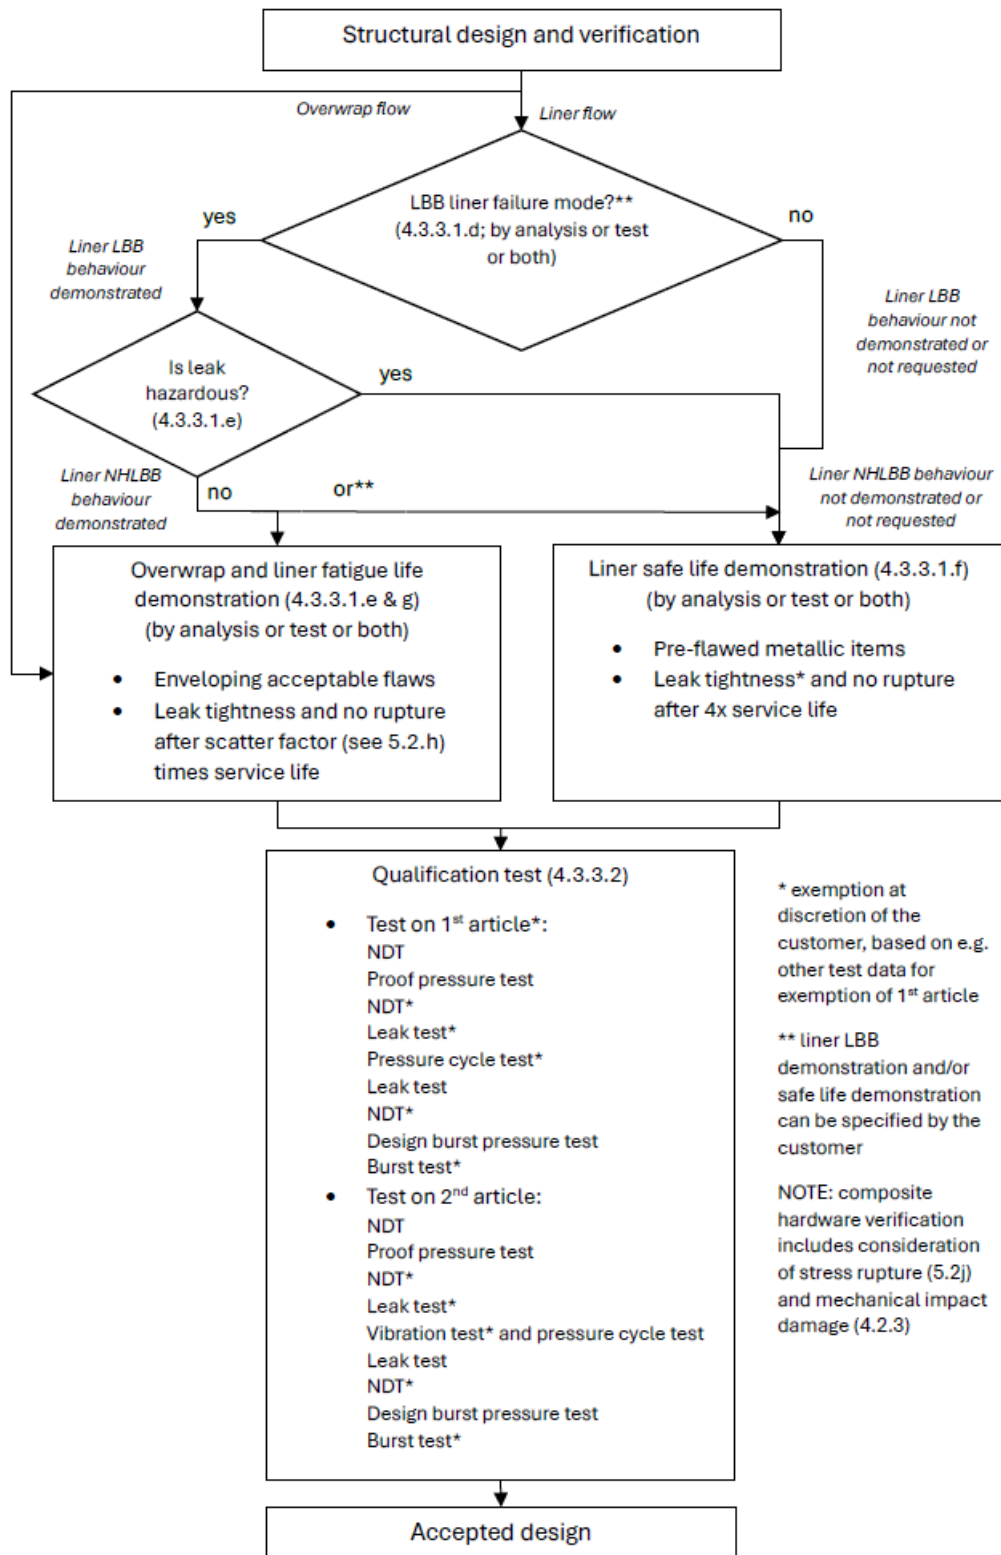 Structural design and verification
Overwrap flow
Liner flow
LBB liner failure mode?**
(4.3.3.1.d; by analysis or test
or both)
yes
no
Liner LBB
behaviour
demonstrated
Liner LBB
behaviour not
demonstrated or
not requested
Is leak
hazardous?
(4.3.3.1.e)
yes
Liner NHLBB
behaviour
demonstrated
no
or**
Liner NHLBB behaviour
not demonstrated or
not requested
Overwrap and liner fatigue life
demonstration (4.3.3.1.e & g)
(by analysis or test or both)
• Enveloping acceptable flaws
• Leak tightness and no rupture
after scatter factor (see 5.2.h)
times service life
Liner safe life demonstration (4.3.3.1.f)
(by analysis or test or both)
• Pre-flawed metallic items
• Leak tightness* and no rupture
after 4x service life
Qualification test (4.3.3.2)
• Test on 1st article*:
NDT
Proof pressure test
NDT*
Leak test*
Pressure cycle test*
Leak test
NDT*
Design burst pressure test
Burst test*
• Test on 2nd article:
NDT
Proof pressure test
NDT*
Leak test*
Vibration test* and pressure cycle test
Leak test
NDT*
Design burst pressure test
Burst test*
* exemption at
discretion of the
customer, based on e.g.
other test data for
exemption of 1st article
** liner LBB
demonstration and/or
safe life demonstration
can be specified by the
customer
NOTE: composite
hardware verification
includes consideration
of stress rupture (5.2j)
and mechanical impact
damage (4.2.3)
Accepted design